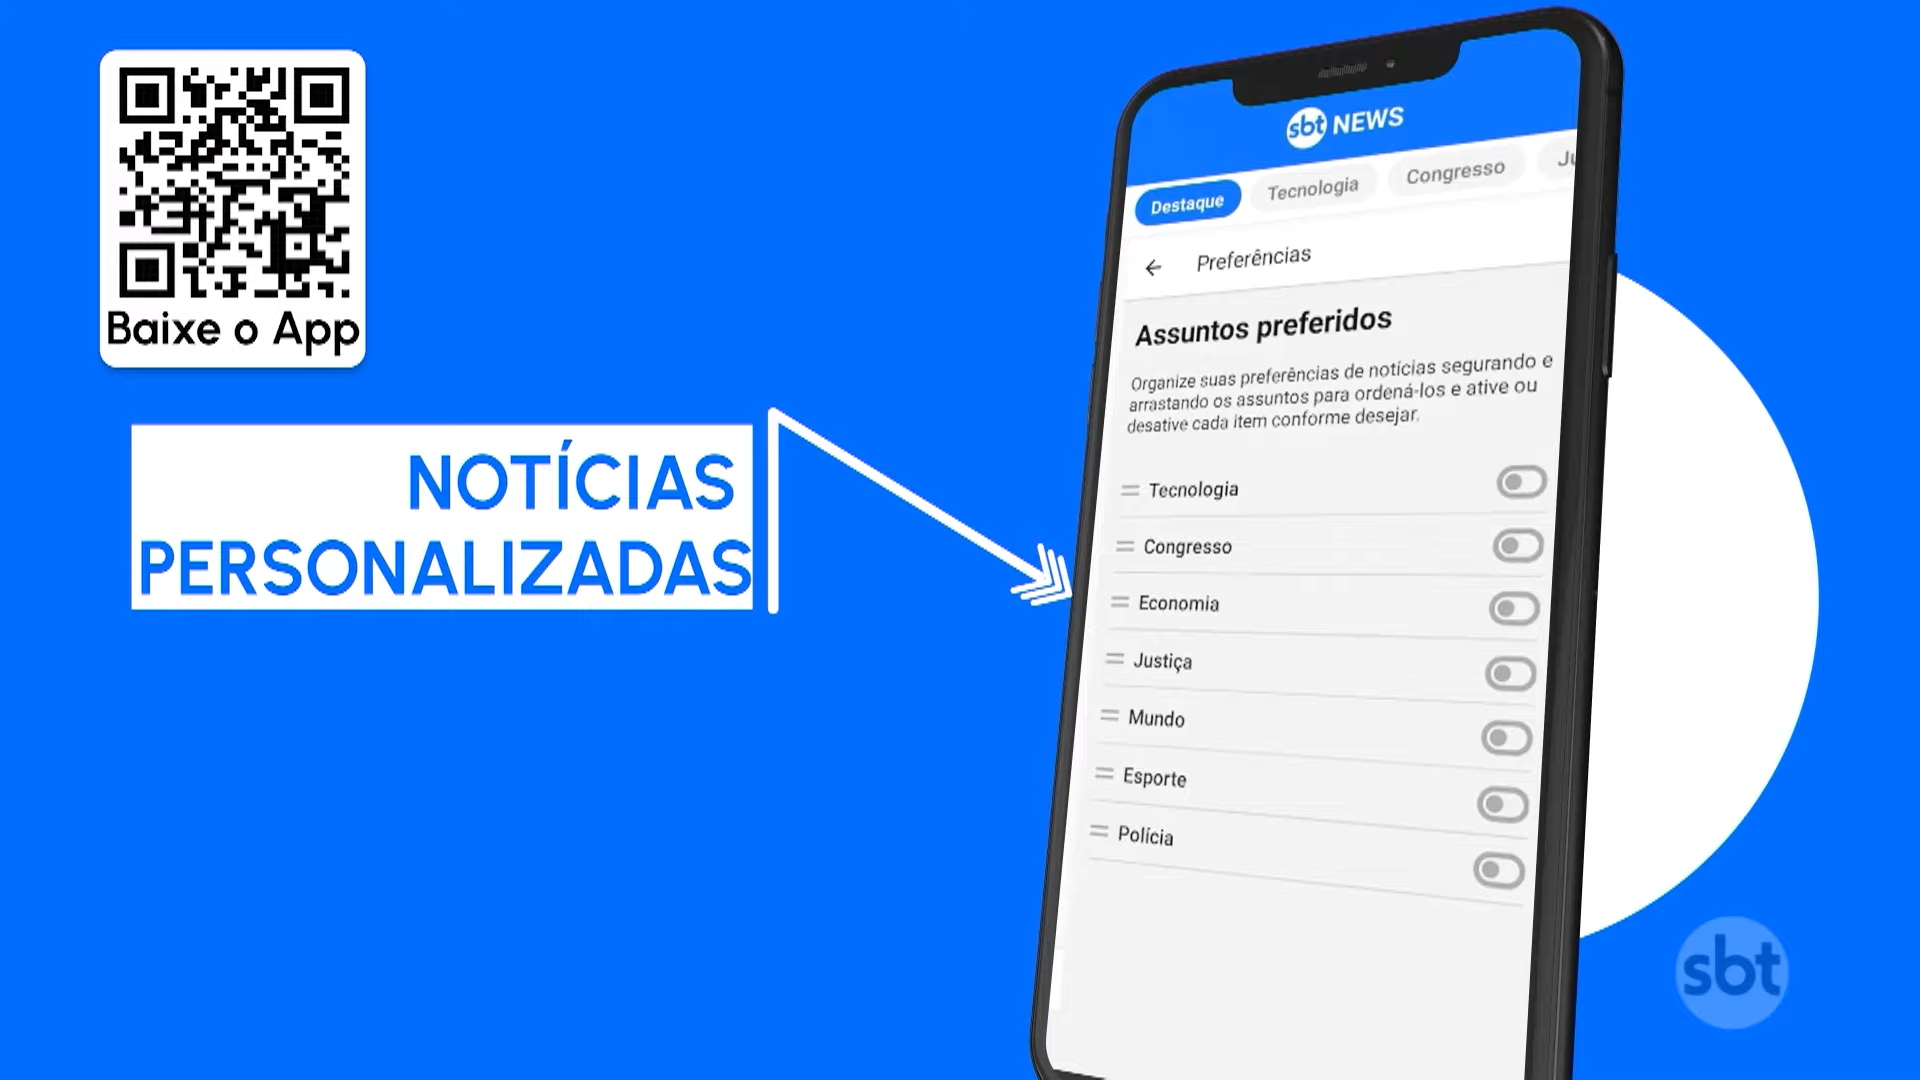 Baixe o App
NOTÍCIAS
PERSONALIZADAS
sbt NEWS
Destaque Tecnologia Congresso Ju
Preferências
Assuntos preferidos
Organize suas preferências de notícias segurando e
arrastando os assuntos para ordená-los e ative ou
desative cada item conforme desejar.
Tecnologia
Congresso
Economia
Justiça
Mundo
Esporte
Polícia
sbt